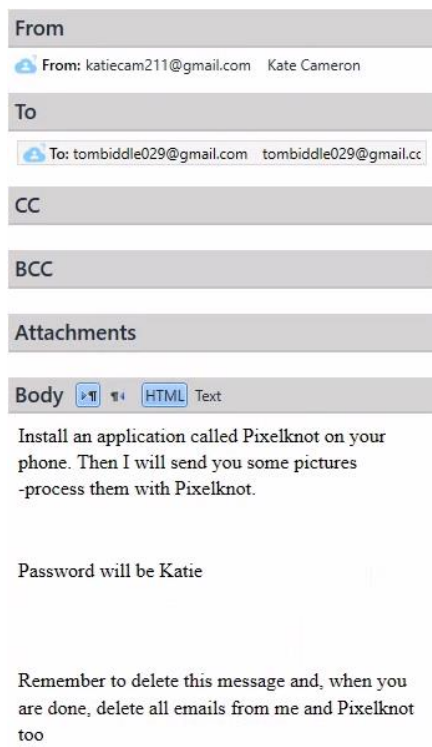 From
From: katiecam211@gmail.com Kate Cameron
To
To: tombiddle029@gmail.com tombiddle029@gmail.cc
CC
BCC
Attachments
Body HTML Text
Install an application called Pixelknot on your
phone. Then I will send you some pictures
-process them with Pixelknot.
Password will be Katie
Remember to delete this message and, when you
are done, delete all emails from me and Pixelknot
too